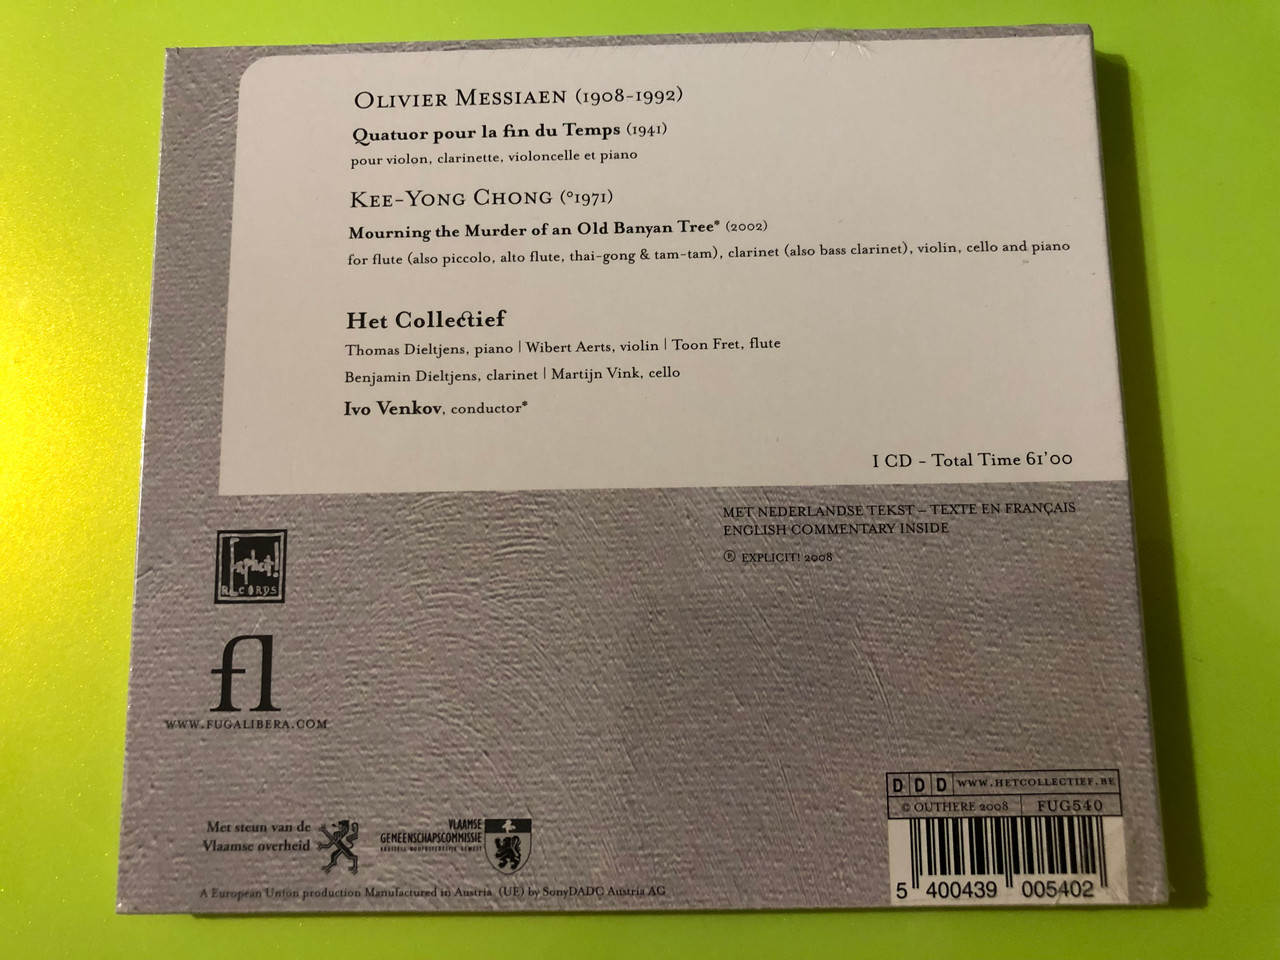 OLIVIER MESSIAEN (1908-1992)
Quatuor pour la fin du Temps (1941)
pour violon, clarinette, violoncelle et piano
KEE-YONG CHONG (°1971)
Mourning the Murder of an Old Banyan Tree* (2002)
for flute (also piccolo, alto flute, thai-gong & tam-tam), clarinet (also bass clarinet), violin, cello and piano
Het Collectief
Thomas Dieltjens, piano | Wibert Aerts, violin | Toon Fret, flute
Benjamin Dieltjens, clarinet | Martijn Vink, cello
Ivo Venkov, conductor*
1 CD - Total Time 61'00
MET NEDERLANDSE TEKST – TEXTE EN FRANÇAIS
ENGLISH COMMENTARY INSIDE
℗ EXPLICIT! 2008
Explicit!
RECORDS
fl
WWW.FUGALIBERA.COM
DDD WWW.HETCOLLECTIEF.BE
© OUTHERE 2008 FUG540
5 400439 005402
Met steun van de
Vlaamse overheid
VLAAMSE
GEMEENSCHAPSCOMMISSIE
BRUSSELS HOOFDSTEDELIJK GEWEST
A European Union production Manufactured in Austria (UE) by SonyDADC Austria AG